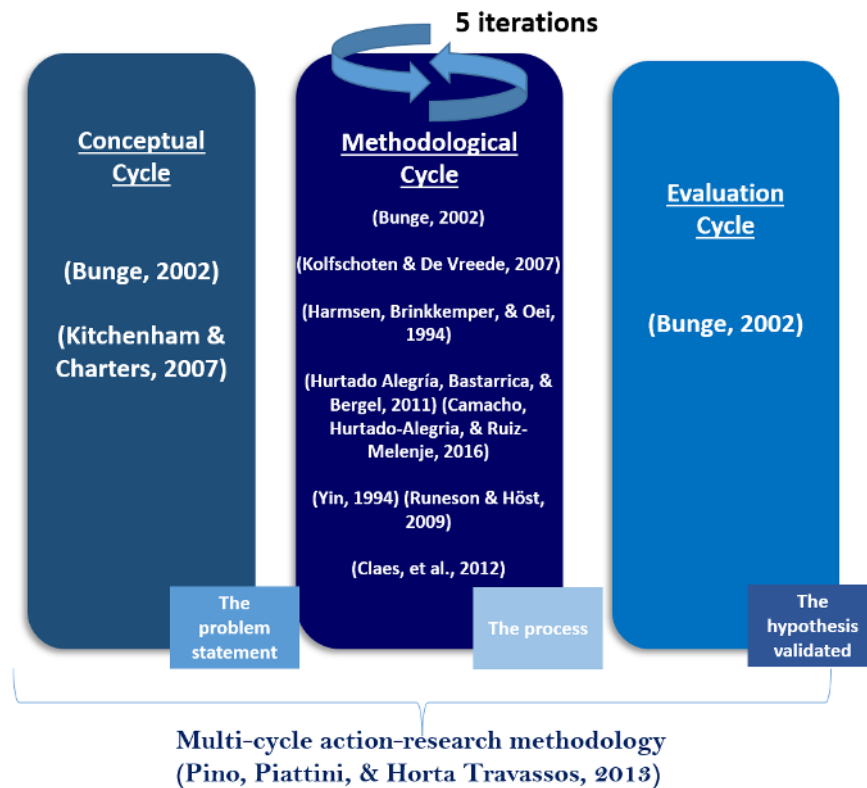 5 iterations
Conceptual
Cycle
(Bunge, 2002)
(Kitchenham &
Charters, 2007)
The
problem
statement
Methodological
Cycle
(Bunge, 2002)
(Kolfschoten & De Vreede, 2007)
(Harmsen, Brinkkemper, & Oei,
1994)
(Hurtado Alegría, Bastarrica, &
Bergel, 2011) (Camacho,
Hurtado-Alegria, & Ruiz-
Melenje, 2016)
(Yin, 1994) (Runeson & Höst,
2009)
(Claes, et al., 2012)
The process
Evaluation
Cycle
(Bunge, 2002)
The
hypothesis
validated
Multi-cycle action-research methodology
(Pino, Piattini, & Horta Travassos, 2013)